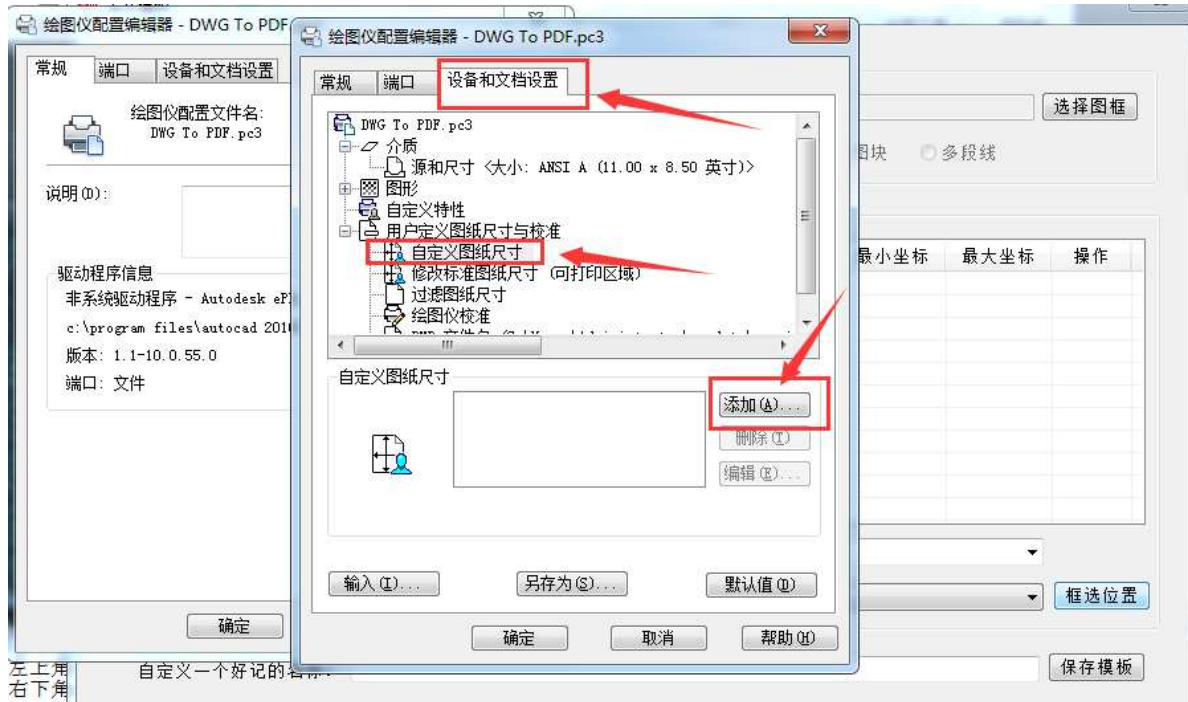 绘图仪配置编辑器 - DWG To PDF
常规 端口 设备和文档设置
绘图仪配置文件名:
DWG To PDF.pc3
说明(D):
驱动程序信息
非系统驱动程序 - Autodesk eP
c:\program files\autocad 201
版本: 1.1-10.0.55.0
端口: 文件
确定
绘图仪配置编辑器 - DWG To PDF.pc3
常规 端口 设备和文档设置
DWG To PDF.pc3
介质
源和尺寸 <大小: ANSI A (11.00 x 8.50 英寸)>
图形
自定义特性
用户定义图纸尺寸与校准
自定义图纸尺寸
修改标准图纸尺寸 (可打印区域)
过滤图纸尺寸
绘图仪校准
自定义图纸尺寸
添加(A)...
删除(T)
编辑(E)...
输入(I)...
另存为(S)...
默认值(D)
确定
取消
帮助(H)
选择图框
图块
多段线
最小坐标 最大坐标 操作
框选位置
左上角
右下角
自定义一个好记的名称:
保存模板